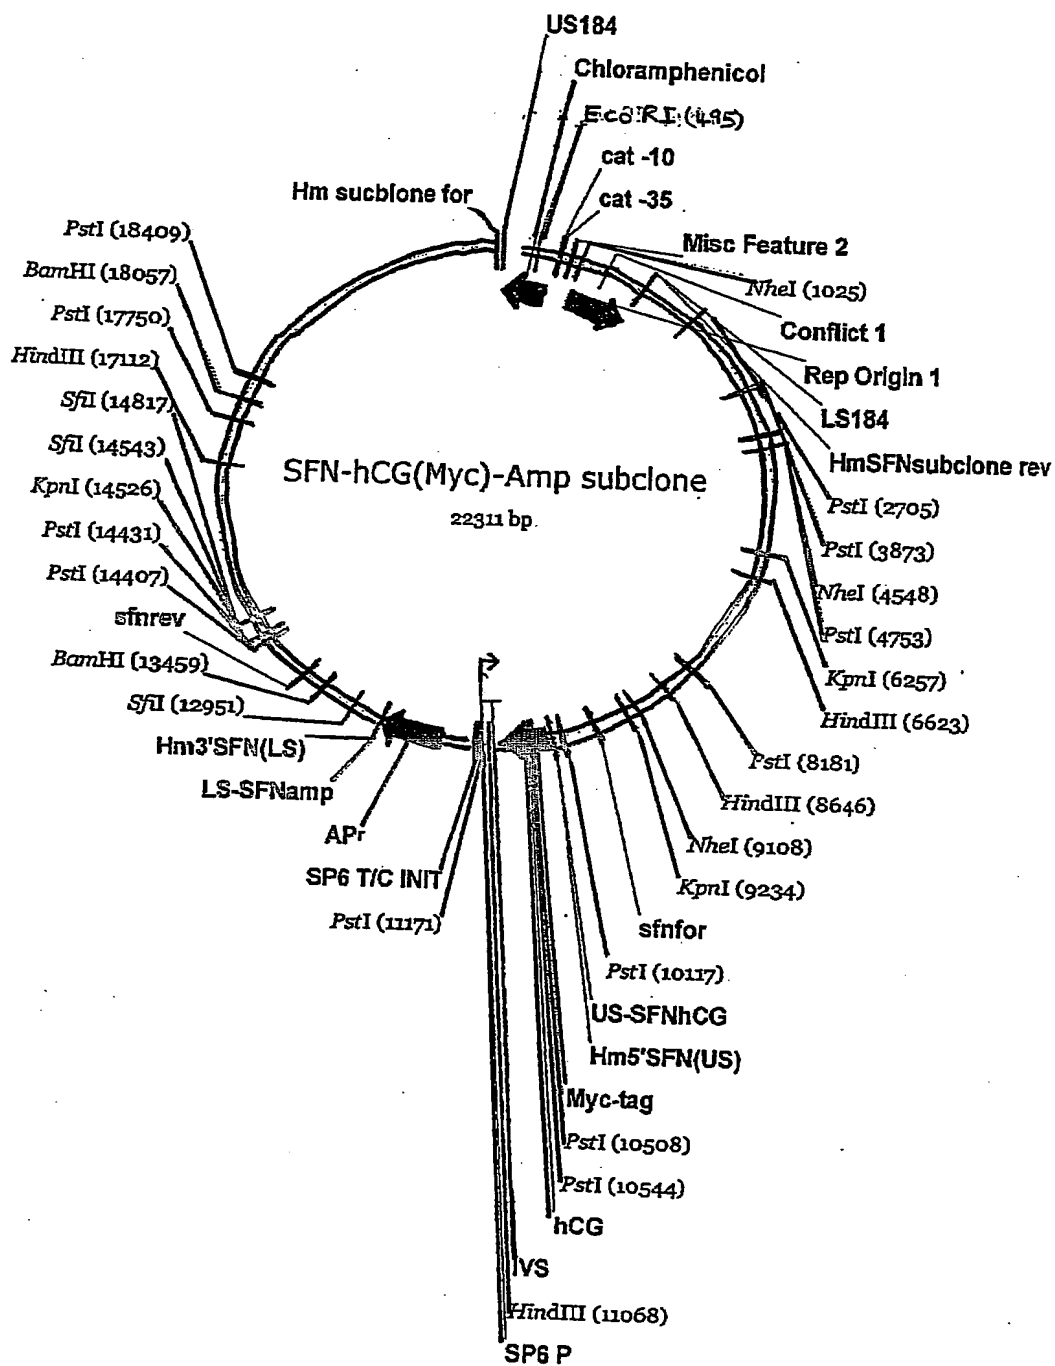 US184
Chloramphenicol
EcoRI (495)
cat -10
cat -35
Hm sucblone for
Misc Feature 2
NheI (1025)
Conflict 1
Rep Origin 1
LS184
HmSFNsubclone rev
PstI (2705)
PstI (3873)
NheI (4548)
PstI (4753)
KpnI (6257)
HindIII (6623)
PstI (8181)
HindIII (8646)
NheI (9108)
KpnI (9234)
sfnfor
PstI (10117)
US-SFNhCG
Hm5'SFN(US)
Myc-tag
PstI (10508)
PstI (10544)
hCG
VS
HindIII (11068)
SP6 P
PstI (11171)
SP6 T/C INIT
APr
LS-SFNamp
Hm3'SFN(LS)
SfiI (12951)
BamHI (13459)
sfnrev
PstI (14407)
PstI (14431)
KpnI (14526)
SfiI (14543)
SfiI (14817)
HindIII (17112)
PstI (17750)
BamHI (18057)
PstI (18409)
SFN-hCG(Myc)-Amp subclone
22311 bp